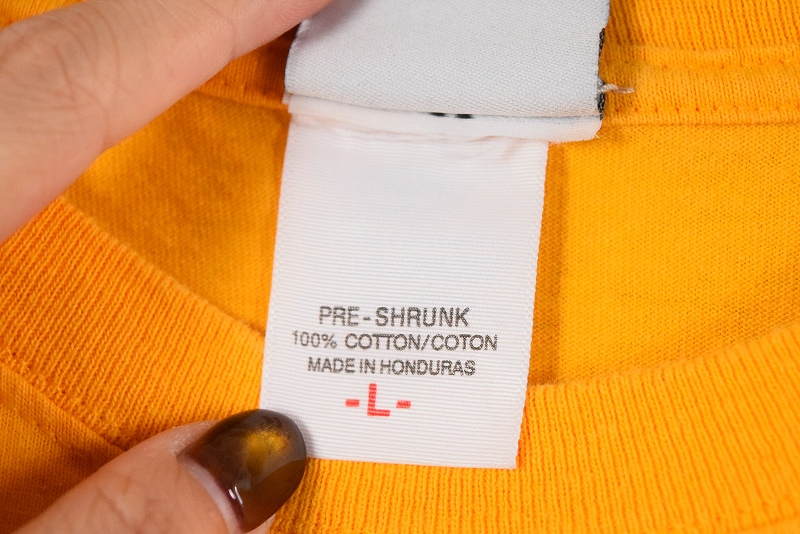 PRE-SHRUNK
100% COTTON/COTON
MADE IN HONDURAS
-L-